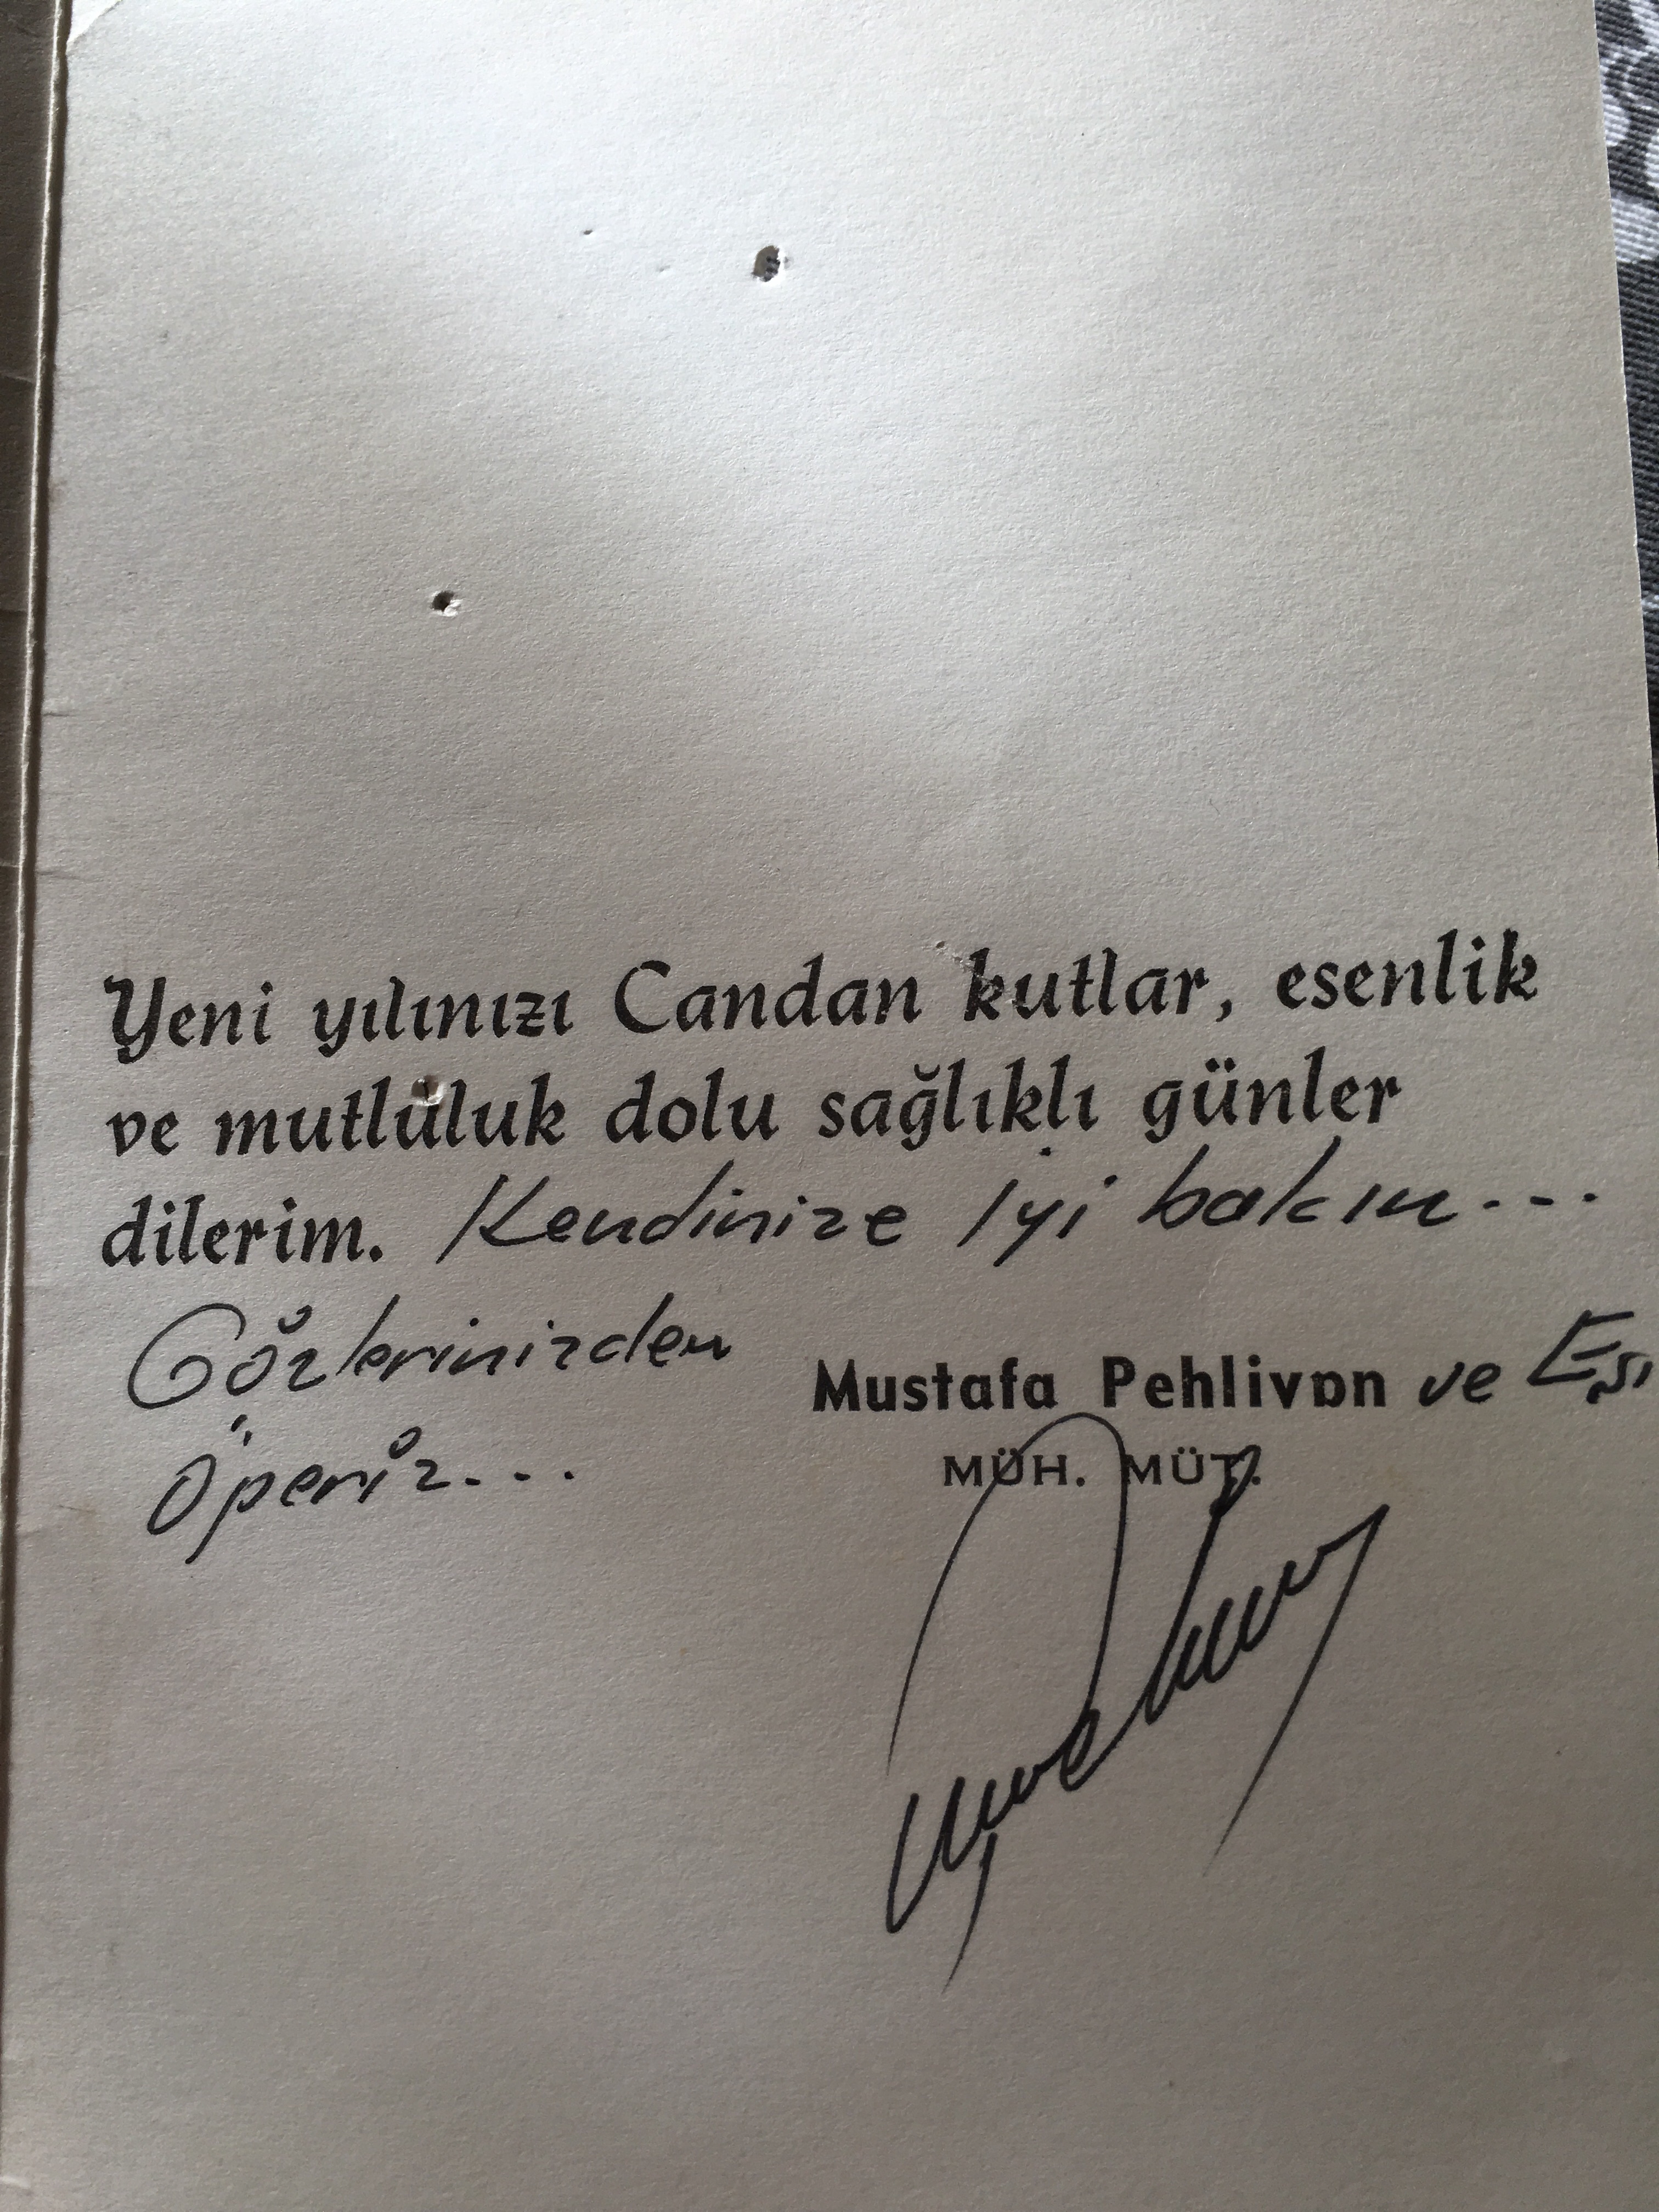 Yeni yılınızı Candan kutlar, esenlik
ve mutluluk dolu sağlıklı günler
dilerim. Kendinize iyi bakın...
Gözlerinizden
Mustafa Pehlivan ve Eşi
öperiz...
MÜH. MÜT.